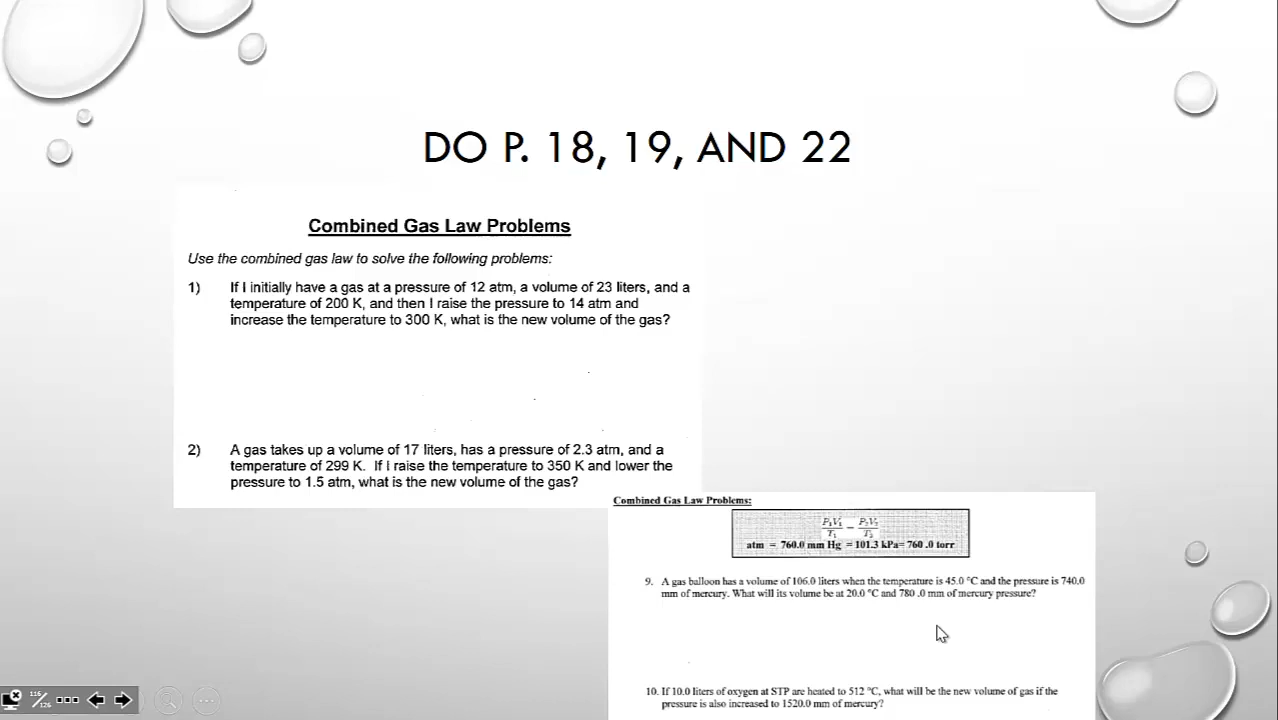 DO P. 18, 19, AND 22
Combined Gas Law Problems
Use the combined gas law to solve the following problems:
1) If I initially have a gas at a pressure of 12 atm, a volume of 23 liters, and a
temperature of 200 K, and then I raise the pressure to 14 atm and
increase the temperature to 300 K, what is the new volume of the gas?
2) A gas takes up a volume of 17 liters, has a pressure of 2.3 atm, and a
temperature of 299 K. If I raise the temperature to 350 K and lower the
pressure to 1.5 atm, what is the new volume of the gas?
Combined Gas Law Problems:
P₁V₁ = P₂V₂
T₁ T₂
atm = 760.0 mm Hg = 101.3 kPa= 760 .0 torr
9. A gas balloon has a volume of 106.0 liters when the temperature is 45.0 °C and the pressure is 740.0
mm of mercury. What will its volume be at 20.0 °C and 780 .0 mm of mercury pressure?
10. If 10.0 liters of oxygen at STP are heated to 512 °C, what will be the new volume of gas if the
pressure is also increased to 1520.0 mm of mercury?
116/126